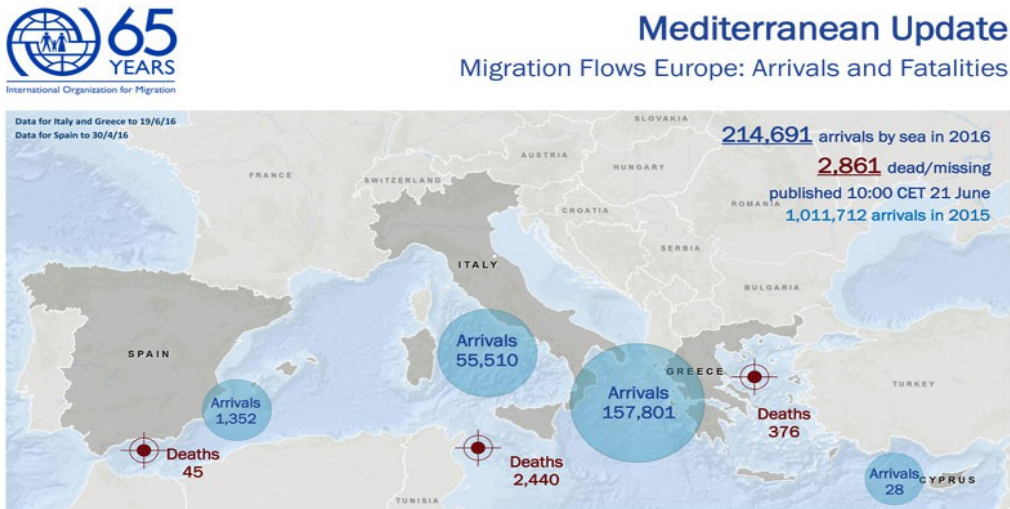 65
YEARS
International Organization for Migration
Mediterranean Update
Migration Flows Europe: Arrivals and Fatalities
Data for Italy and Greece to 19/6/16
Data for Spain to 30/4/16
214,691 arrivals by sea in 2016
2,861 dead/missing
published 10:00 CET 21 June
1,011,712 arrivals in 2015
SLOVAKIA
AUSTRIA
HUNGARY
FRANCE
SWITZERLAND
ROMANIA
CROATIA
SERBIA
ITALY
BULGARIA
SPAIN
GREECE
TURKEY
Arrivals
55,510
Arrivals
157,801
Arrivals
1,352
Deaths
376
Deaths
45
Deaths
2,440
Arrivals
28
CYPRUS
TUNISIA